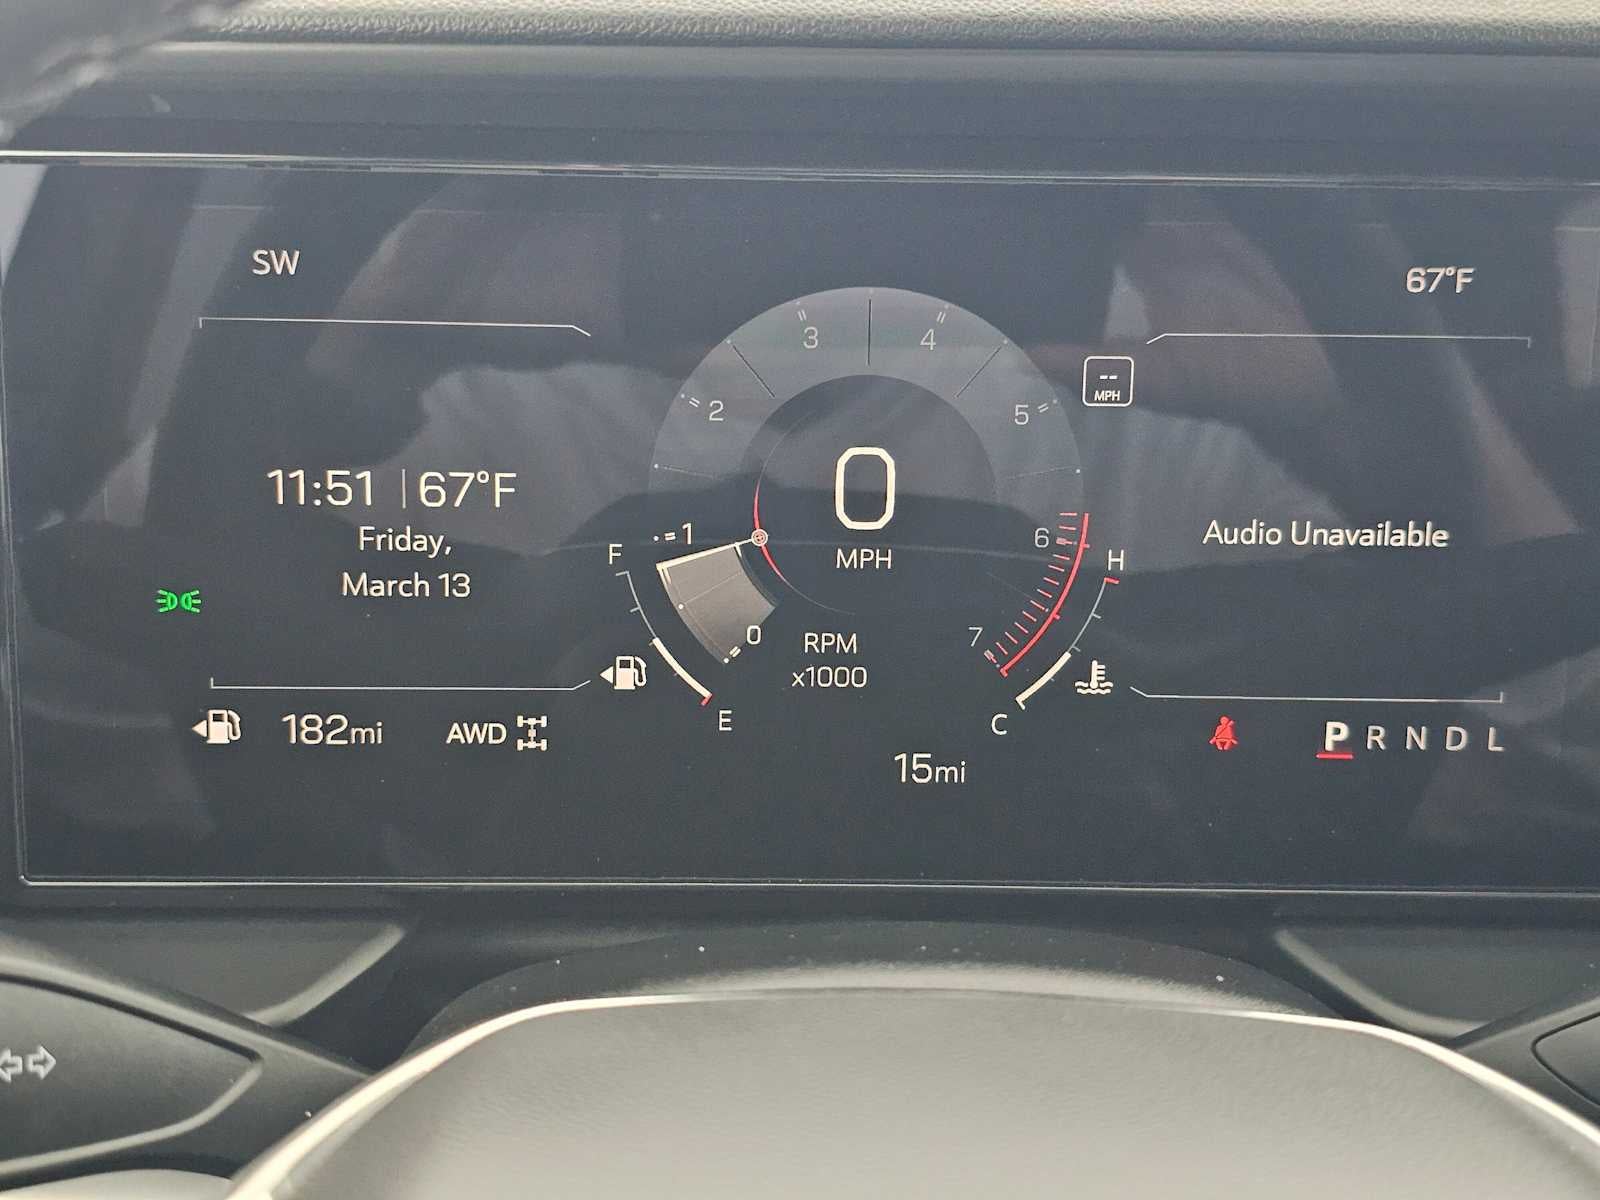 SW
67°F
3
4
2
5
--
MPH
11:51 | 67°F
Friday,
March 13
0
MPH
1
6
F
H
0
7
RPM
x1000
Audio Unavailable
E
C
182mi
AWD
15mi
P R N D L